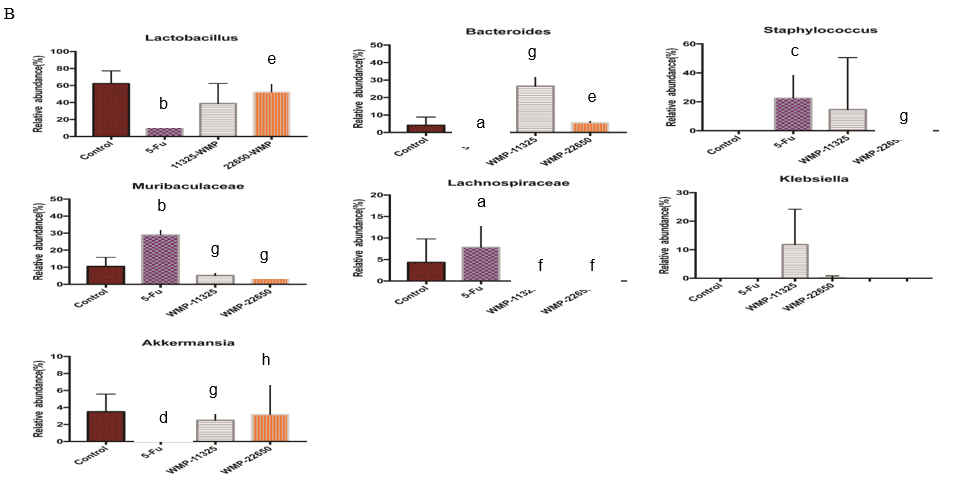 B
Lactobacillus
Relative abundance(%)
100
80
60
40
20
0
b
e
Control
5-Fu
11325-WMP
22650-WMP
Bacteroides
Relative abundance(%)
50
40
30
20
10
0
a
g
e
Control
WMP-11325
WMP-22650
Staphylococcus
Relative abundance(%)
60
40
20
0
c
g
Control
5-Fu
WMP-11325
Muribaculaceae
Relative abundance(%)
50
40
30
20
10
0
b
g
g
Control
5-Fu
WMP-11325
WMP-22650
Lachnospiraceae
Relative abundance(%)
20
15
10
5
0
a
f
f
Control
5-Fu
Klebsiella
Relative abundance(%)
30
20
10
0
Control
5-Fu
WMP-11325
WMP-22650
Akkermansia
Relative abundance(%)
10
8
6
4
2
0
d
g
h
Control
5-Fu
WMP-11325
WMP-22650